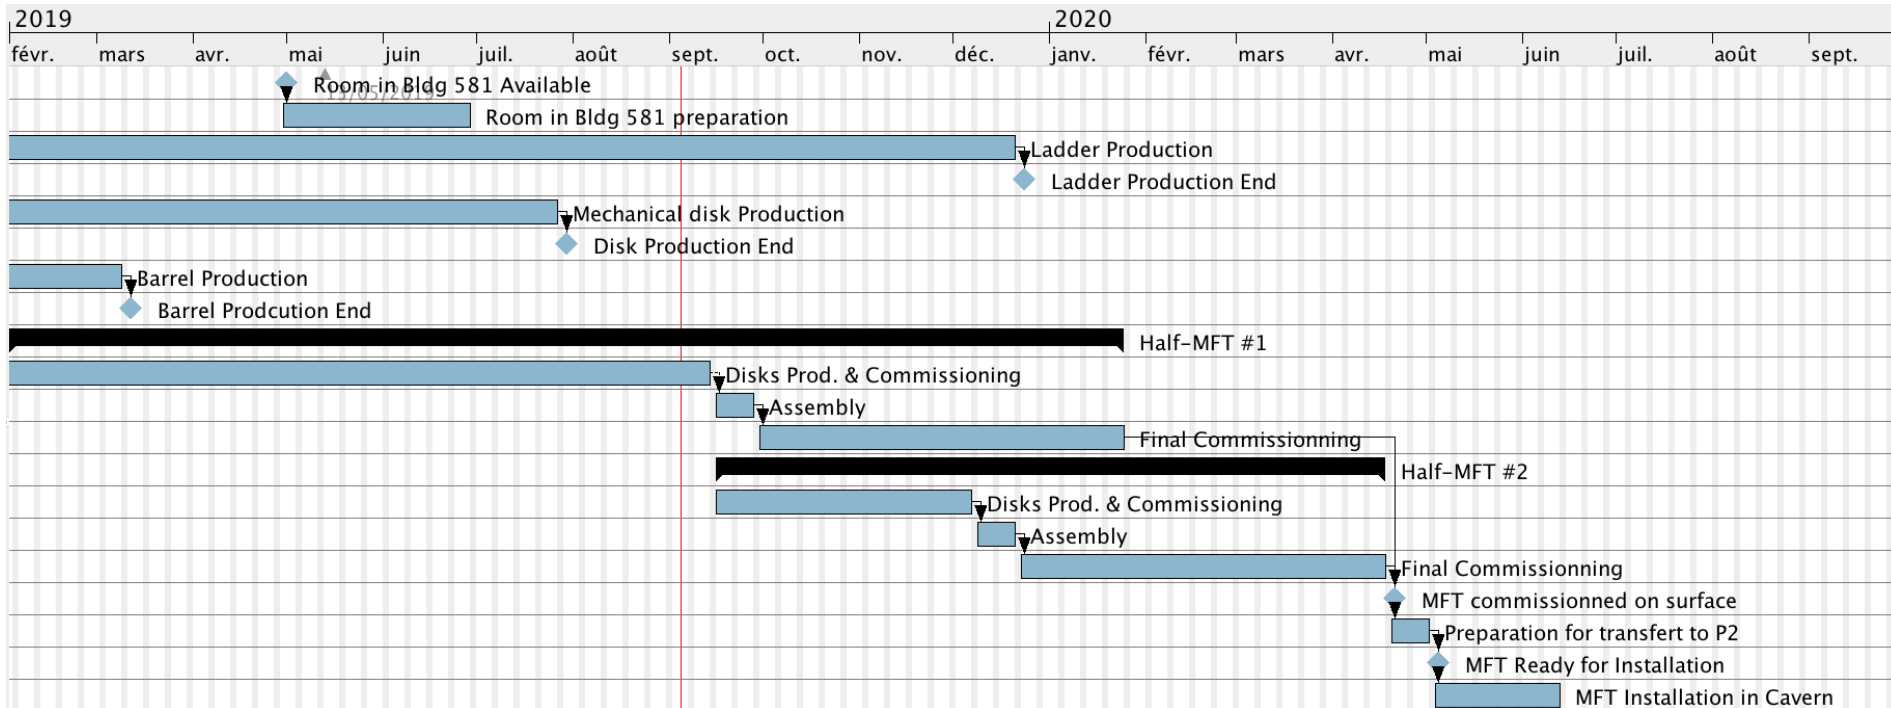 2019 2020
févr. mars avr. mai juin juil. août sept. oct. nov. déc. janv. févr. mars avr. mai juin juil. août sept.
Room in Bldg 581 Available
13/05/2019
Room in Bldg 581 preparation
Ladder Production
Ladder Production End
Mechanical disk Production
Disk Production End
Barrel Production
Barrel Prodcution End
Half-MFT #1
Disks Prod. & Commissioning
Assembly
Final Commissionning
Half-MFT #2
Disks Prod. & Commissioning
Assembly
Final Commissionning
MFT commissionned on surface
Preparation for transfert to P2
MFT Ready for Installation
MFT Installation in Cavern